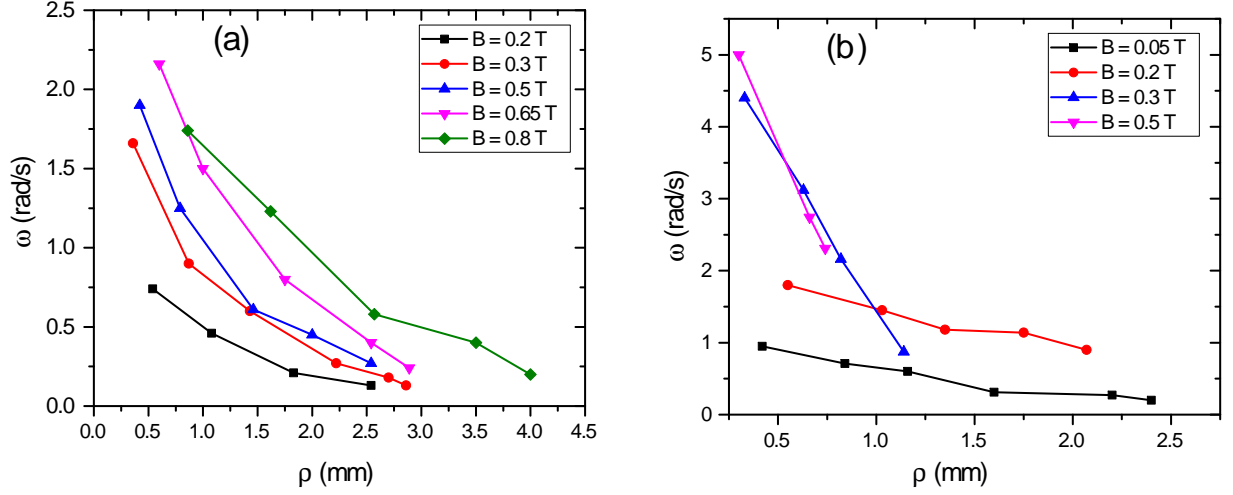 (a)
B = 0.2 T
B = 0.3 T
B = 0.5 T
B = 0.65 T
B = 0.8 T
2.5
2.0
1.5
1.0
0.5
0.0
ω (rad/s)
0.0 0.5 1.0 1.5 2.0 2.5 3.0 3.5 4.0 4.5
ρ (mm)
(b)
B = 0.05 T
B = 0.2 T
B = 0.3 T
B = 0.5 T
5
4
3
2
1
0
ω (rad/s)
0.5 1.0 1.5 2.0 2.5
ρ (mm)